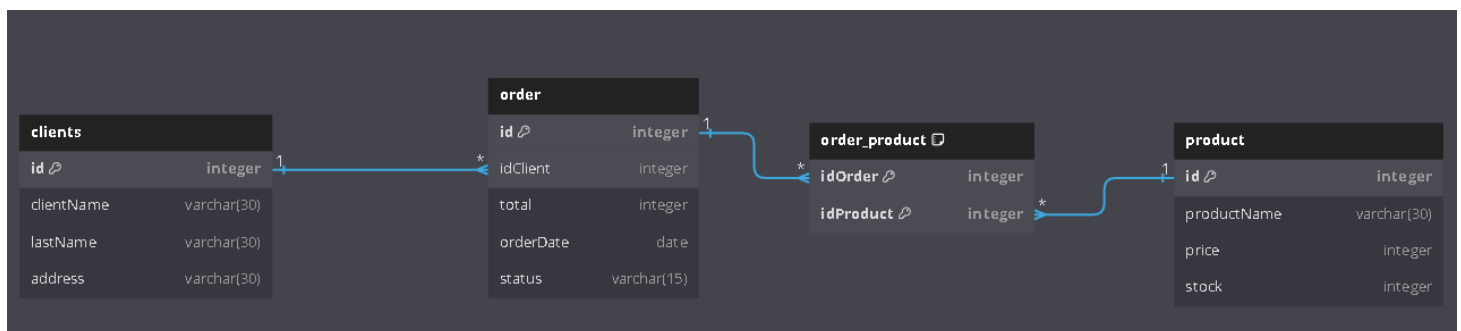 clients
id integer
clientName varchar(30)
lastName varchar(30)
address varchar(30)
1
*
order
id integer
idClient integer
total integer
orderDate date
status varchar(15)
1
*
order_product
idOrder integer
idProduct integer
*
1
product
id integer
productName varchar(30)
price integer
stock integer